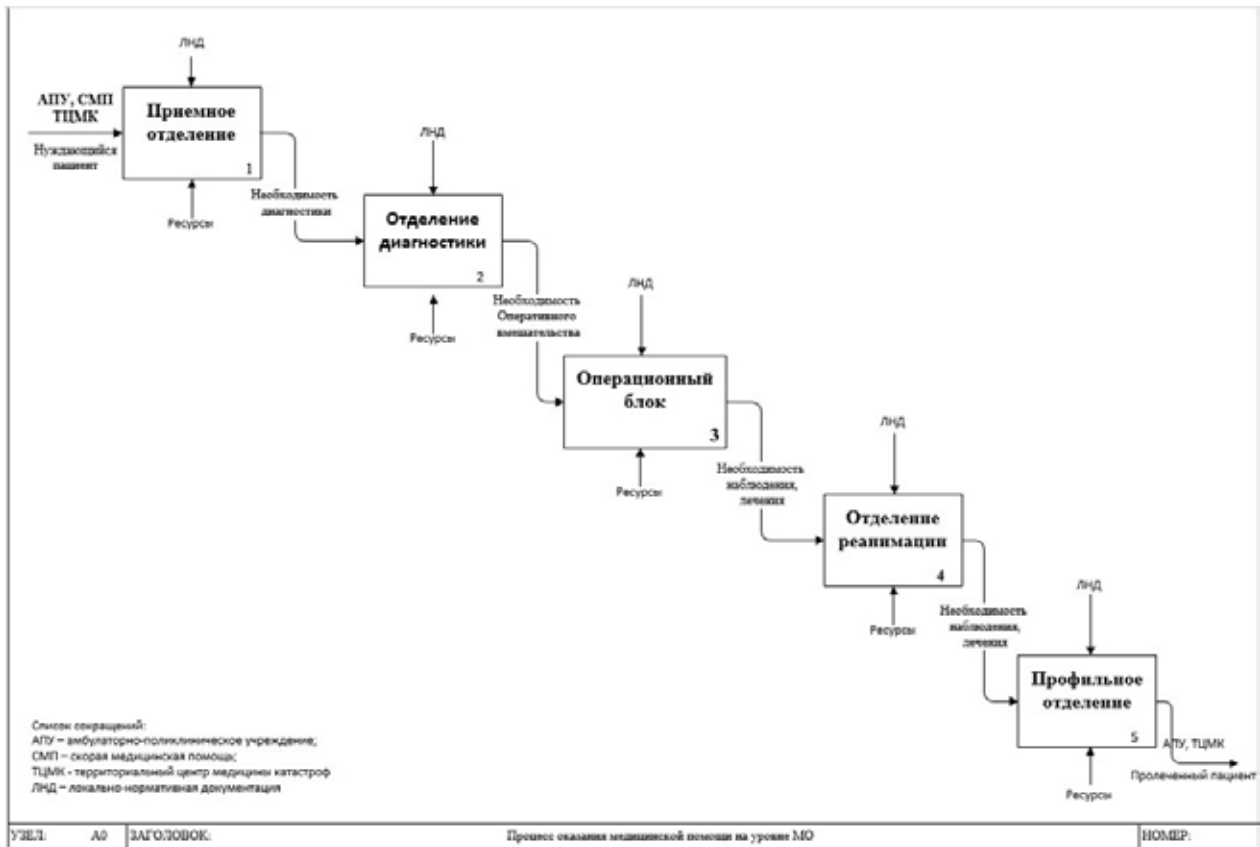 ЛНД
АПУ, СМП
ТЦМК
Нуждающийся
пациент
Приемное
отделение
1
Ресурсы
Необходимость
диагностики
ЛНД
Отделение
диагностики
2
Ресурсы
Необходимость
Оперативного
вмешательства
ЛНД
Операционный
блок
3
Ресурсы
Необходимость
наблюдения,
лечения
ЛНД
Отделение
реанимации
4
Ресурсы
Необходимость
наблюдения,
лечения
ЛНД
Профильное
отделение
5
Ресурсы
АПУ, ТЦМК
Пролеченный пациент
Список сокращений:
АПУ – амбулаторно-поликлиническое учреждение;
СМП – скорая медицинская помощь;
ТЦМК - территориальный центр медицины катастроф
ЛНД – локально-нормативная документация
УЗЕЛ: А0 ЗАГОЛОВОК: Процесс оказания медицинской помощи на уровне МО НОМЕР: